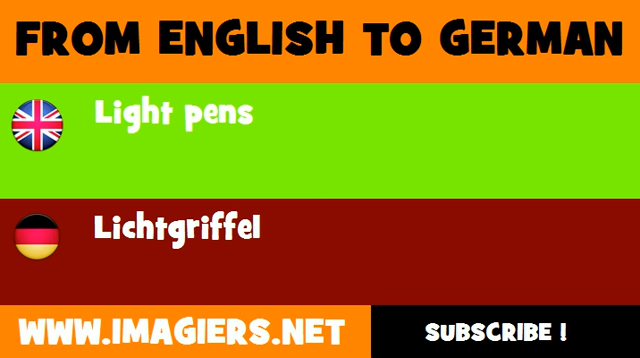 FROM ENGLISH TO GERMAN
Light pens
Lichtgriffel
WWW.IMAGIERS.NET
SUBSCRIBE !